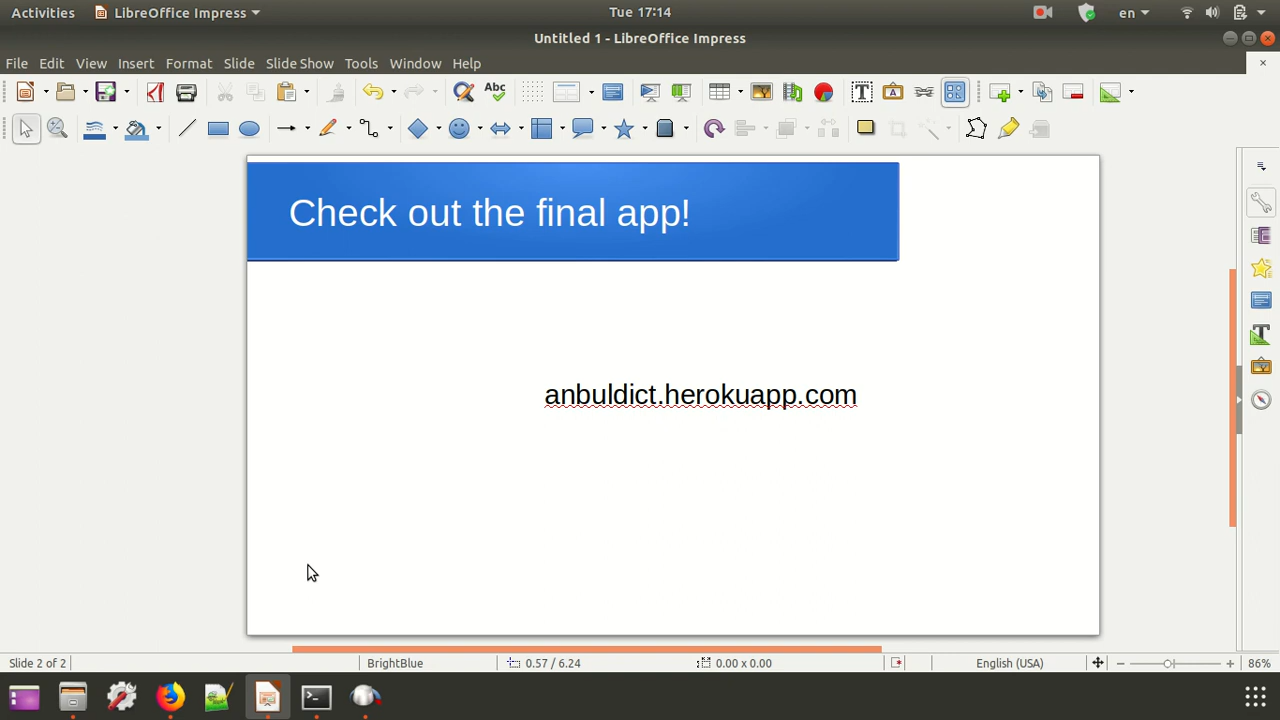 Activities LibreOffice Impress Tue 17:14 en
Untitled 1 - LibreOffice Impress
File Edit View Insert Format Slide Slide Show Tools Window Help
Abc
Check out the final app!
anbuldict.herokuapp.com
Slide 2 of 2 BrightBlue 0.57 / 6.24 0.00 x 0.00 English (USA) 86%